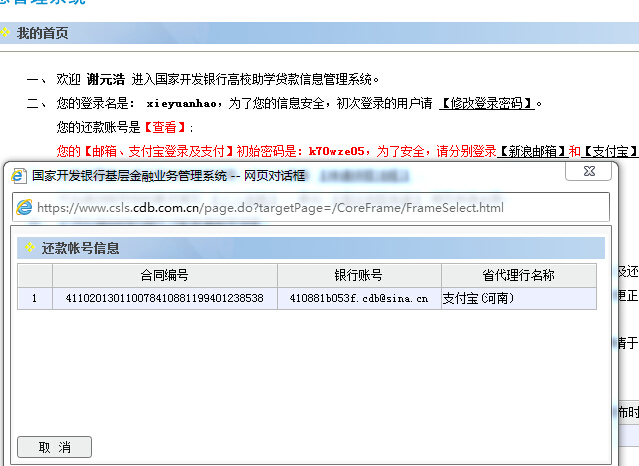 我的首页
一、 欢迎 谢元浩 进入国家开发银行高校助学贷款信息管理系统。
二、 您的登录名是: xieyuanhao，为了您的信息安全，初次登录的用户请 【修改登录密码】。
您的还款账号是【查看】;
您的【邮箱、支付宝登录及支付】初始密码是: k70wze05，为了安全，请分别登录【新浪邮箱】和【支付宝】
国家开发银行基层金融业务管理系统 -- 网页对话框
https://www.csls.cdb.com.cn/page.do?targetPage=/CoreFrame/FrameSelect.html
还款帐号信息
合同编号 银行账号 省代理行名称
1 41102013011007841088119940123​8538 410881b053f.cdb@sina.cn 支付宝(河南)
及还
更正
请于
布时
取 消